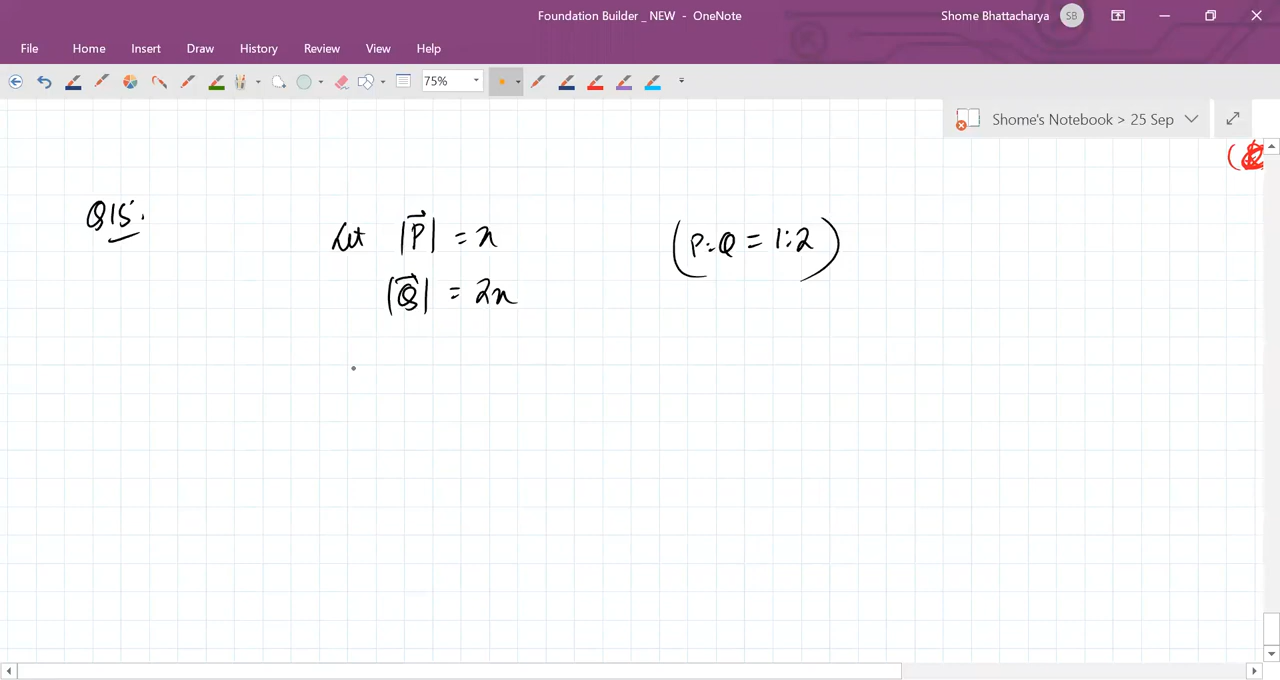 Foundation Builder _ NEW - OneNote
Shome Bhattacharya SB
File Home Insert Draw History Review View Help
75%
Shome's Notebook > 25 Sep
Q15.
Let |P⃗| = x (P:Q = 1:2)
|Q⃗| = 2x